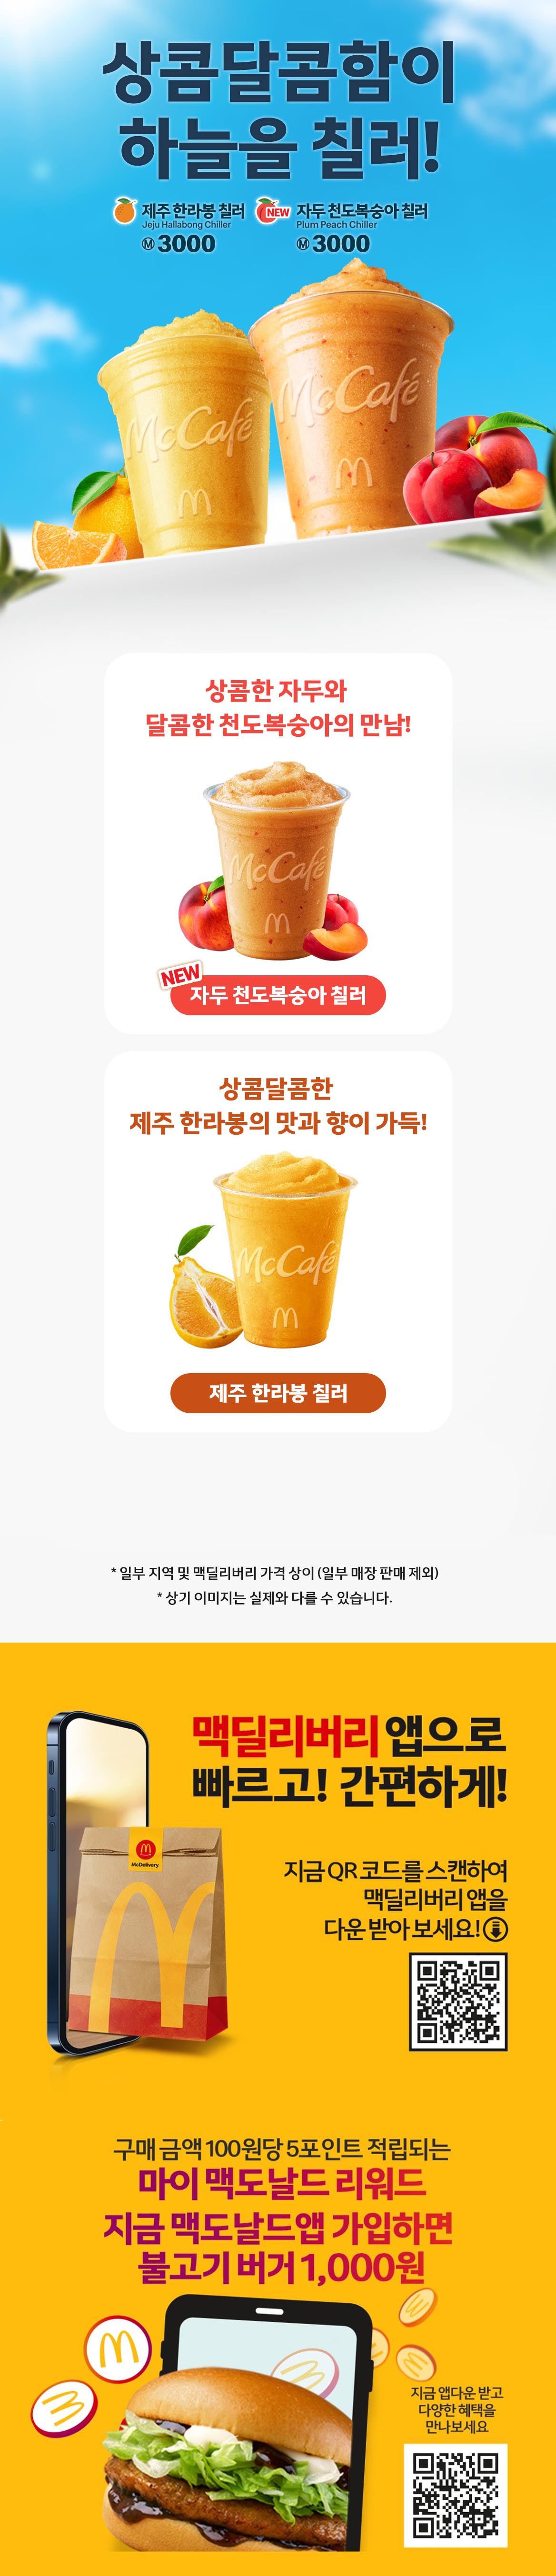 상콤달콤함이
하늘을 칠러!
제주 한라봉 칠러
Jeju Hallabong Chiller
Ⓜ 3000
NEW
자두 천도복숭아 칠러
Plum Peach Chiller
Ⓜ 3000
McCafé
McCafé
상콤한 자두와
달콤한 천도복숭아의 만남!
McCafé
NEW
자두 천도복숭아 칠러
상콤달콤한
제주 한라봉의 맛과 향이 가득!
McCafé
제주 한라봉 칠러
* 일부 지역 및 맥딜리버리 가격 상이 (일부 매장 판매 제외)
* 상기 이미지는 실제와 다를 수 있습니다.
맥딜리버리 앱으로
빠르고! 간편하게!
McDelivery
지금 QR 코드를 스캔하여
맥딜리버리 앱을
다운 받아 보세요!
구매 금액 100원당 5포인트 적립되는
마이 맥도날드 리워드
지금 맥도날드앱 가입하면
불고기 버거 1,000원
지금 앱다운 받고
다양한 혜택을
만나보세요